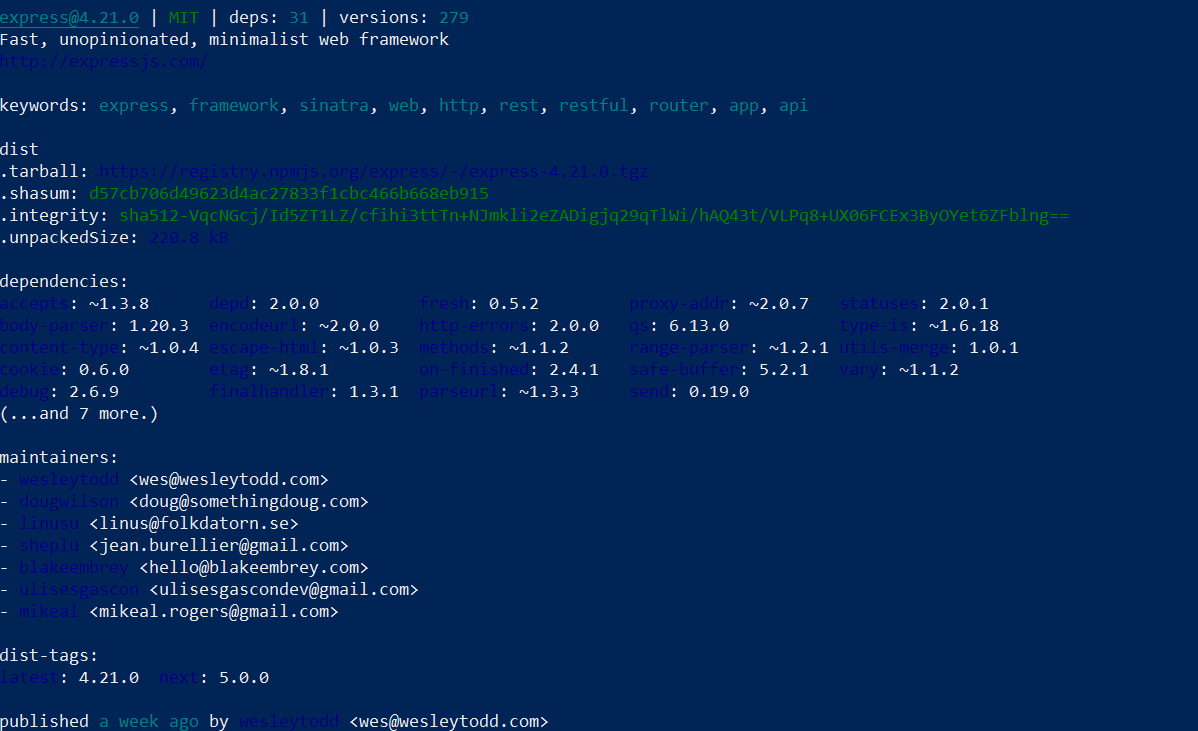 express@4.21.0 | MIT | deps: 31 | versions: 279
Fast, unopinionated, minimalist web framework
http://expressjs.com/
keywords: express, framework, sinatra, web, http, rest, restful, router, app, api
dist
.tarball: https://registry.npmjs.org/express/-/express-4.21.0.tgz
.shasum: d57cb706d49623d4ac27833f1cbc466b668eb915
.integrity: sha512-VqcNGcj/Id5ZT1LZ/cfihi3ttTn+NJmkli2eZADigjq29qTlWi/hAQ43t/VLPq8+UX06FCEx3ByOYet6ZFblng==
.unpackedSize: 220.8 kB
dependencies:
accepts: ~1.3.8 depd: 2.0.0 fresh: 0.5.2 proxy-addr: ~2.0.7 statuses: 2.0.1
body-parser: 1.20.3 encodeurl: ~2.0.0 http-errors: 2.0.0 qs: 6.13.0 type-is: ~1.6.18
content-type: ~1.0.4 escape-html: ~1.0.3 methods: ~1.1.2 range-parser: ~1.2.1 utils-merge: 1.0.1
cookie: 0.6.0 etag: ~1.8.1 on-finished: 2.4.1 safe-buffer: 5.2.1 vary: ~1.1.2
debug: 2.6.9 finalhandler: 1.3.1 parseurl: ~1.3.3 send: 0.19.0
(...and 7 more.)
maintainers:
- wesleytodd <wes@wesleytodd.com>
- dougwilson <doug@somethingdoug.com>
- linusu <linus@folkdatorn.se>
- sheplu <jean.burellier@gmail.com>
- blakeembrey <hello@blakeembrey.com>
- ulisesgascon <ulisesgascondev@gmail.com>
- mikeal <mikeal.rogers@gmail.com>
dist-tags:
latest: 4.21.0 next: 5.0.0
published a week ago by wesleytodd <wes@wesleytodd.com>